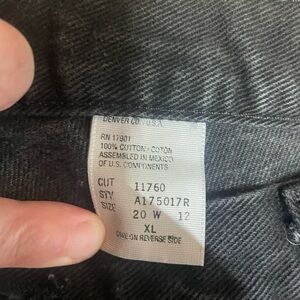 DENVER CO. U.S.A.
RN 17901
100% COTTON / COTON
ASSEMBLED IN MEXICO
OF U.S. COMPONENTS
CUT 11760
STY A175017R
SIZE 20 W 12
XL
CARE ON REVERSE SIDE